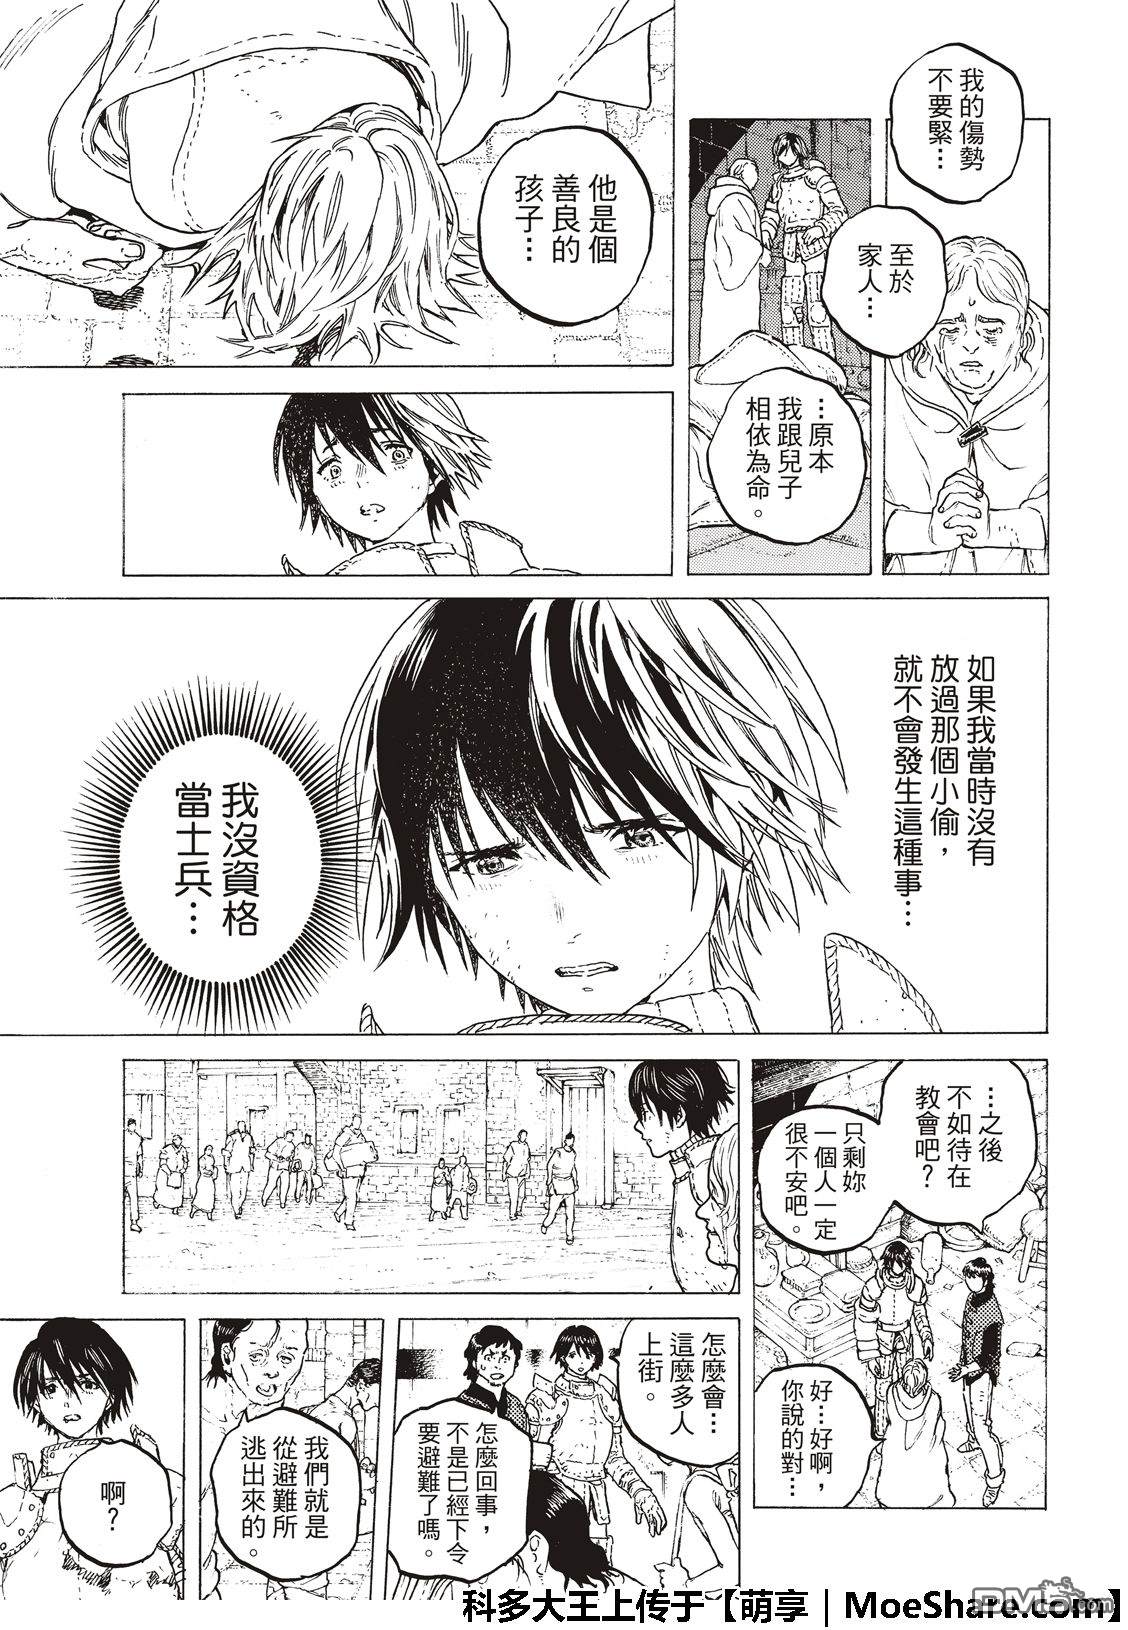 我的傷勢
不要緊…
至於
家人…
…原本
我跟兒子
相依為命。
他是個
善良的
孩子…
如果我當時沒有
放過那個小偷，
就不會發生這種事…
我沒資格
當士兵…
…之後
不如待在
教會吧？
只剩妳
一個人一定
很不安吧。
好…好啊，
你說的對…
怎麼會…
這麼多人
上街。
怎麼回事，
不是已經下令
要避難了嗎。
我們就是
從避難所
逃出來的。
啊？
科多大王上传于【萌享｜MoeShare.com】